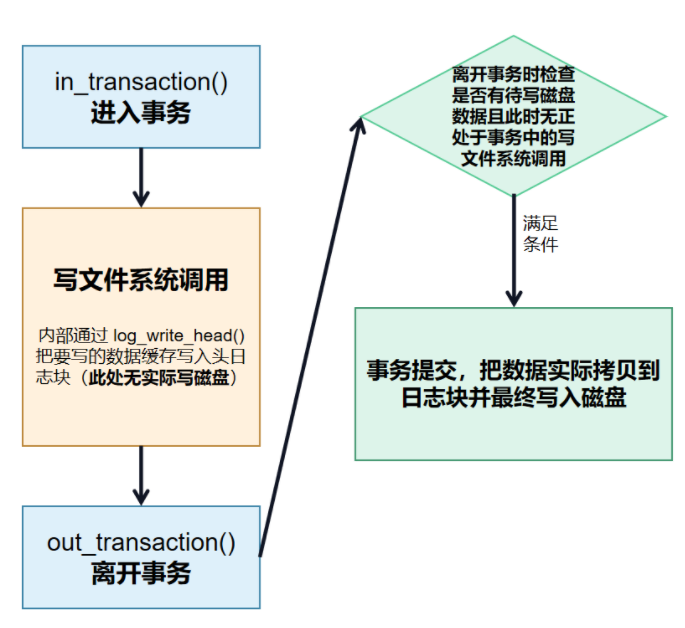 in_transaction()
进入事务
写文件系统调用
内部通过 log_write_head()
把要写的数据缓存写入头日
志块（此处无实际写磁盘）
out_transaction()
离开事务
离开事务时检查
是否有待写磁盘
数据且此时无正
处于事务中的写
文件系统调用
满足
条件
事务提交，把数据实际拷贝到
日志块并最终写入磁盘